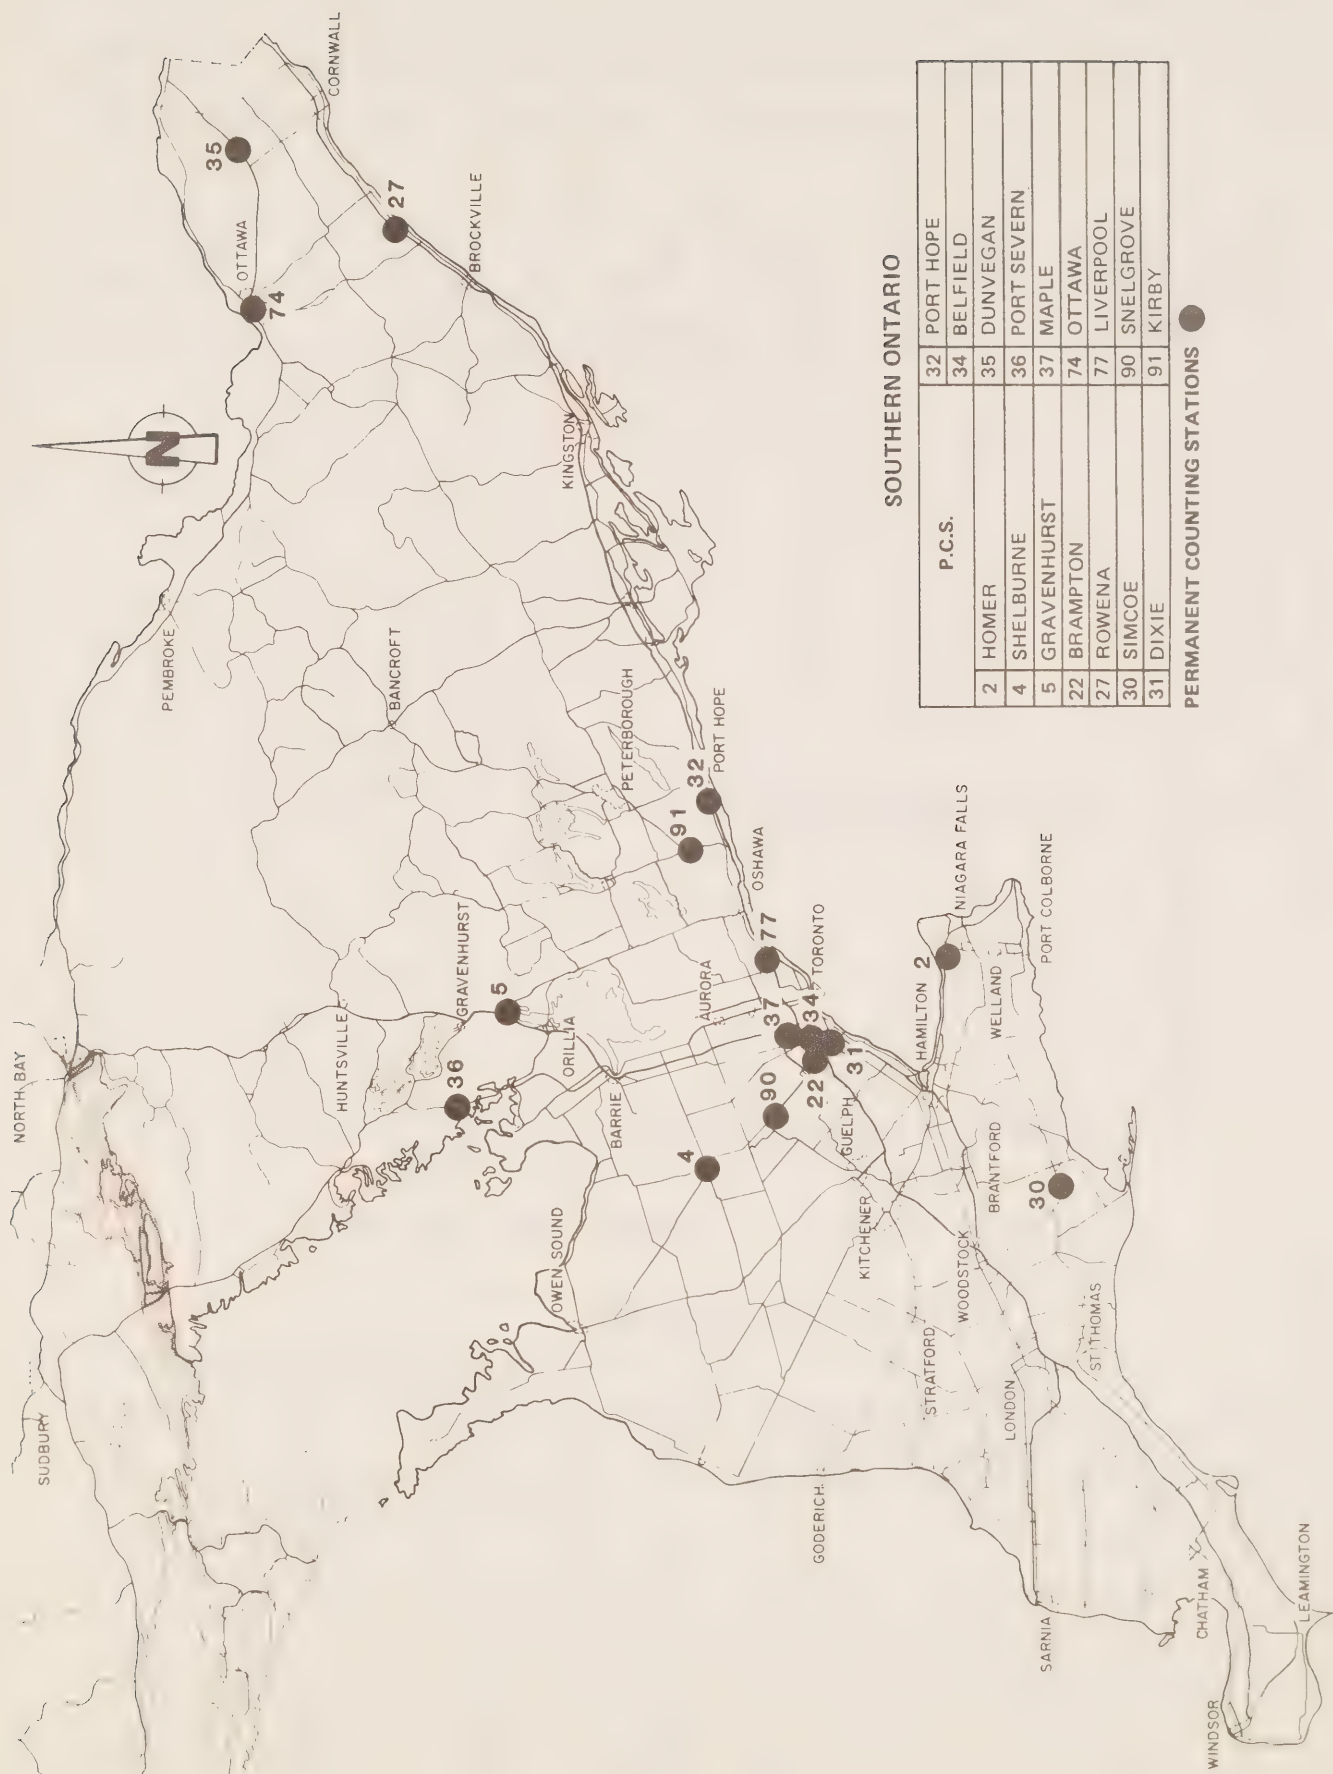 NORTH BAY
SUDBURY
PEMBROKE
74
OTTAWA
35
CORNWALL
27
BROCKVILLE
N
HUNTSVILLE
GRAVENHURST
5
36
ORILLIA
BARRIE
BANCROFT
KINGSTON
PETERBOROUGH
91
32
PORT HOPE
OSHAWA
77
AURORA
TORONTO
37
34
31
22
90
4
OWEN SOUND
GUELPH
KITCHENER
GODERICH
STRATFORD
WOODSTOCK
BRANTFORD
HAMILTON
2
NIAGARA FALLS
WELLAND
PORT COLBORNE
30
LONDON
ST THOMAS
SARNIA
CHATHAM
WINDSOR
LEAMINGTON
SOUTHERN ONTARIO
P.C.S. 32 PORT HOPE
34 BELFIELD
2 HOMER 35 DUNVEGAN
4 SHELBURNE 36 PORT SEVERN
5 GRAVENHURST 37 MAPLE
22 BRAMPTON 74 OTTAWA
27 ROWENA 77 LIVERPOOL
30 SIMCOE 90 SNELGROVE
31 DIXIE 91 KIRBY
PERMANENT COUNTING STATIONS